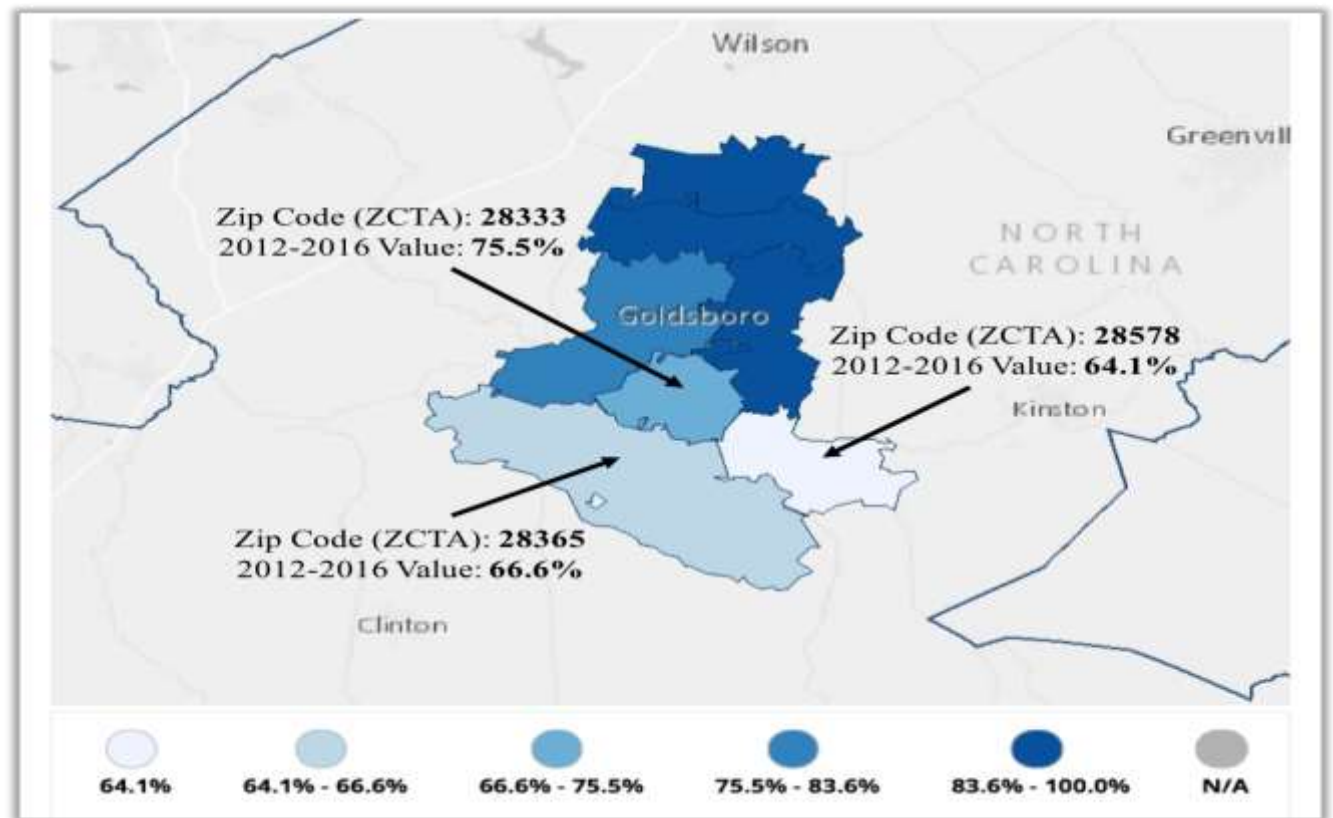 Wilson
Greenvill
Zip Code (ZCTA): 28333
2012-2016 Value: 75.5%
NORTH
CAROLINA
Goldsboro
Zip Code (ZCTA): 28578
2012-2016 Value: 64.1%
Kinston
Zip Code (ZCTA): 28365
2012-2016 Value: 66.6%
Clinton
64.1%
64.1% - 66.6%
66.6% - 75.5%
75.5% - 83.6%
83.6% - 100.0%
N/A